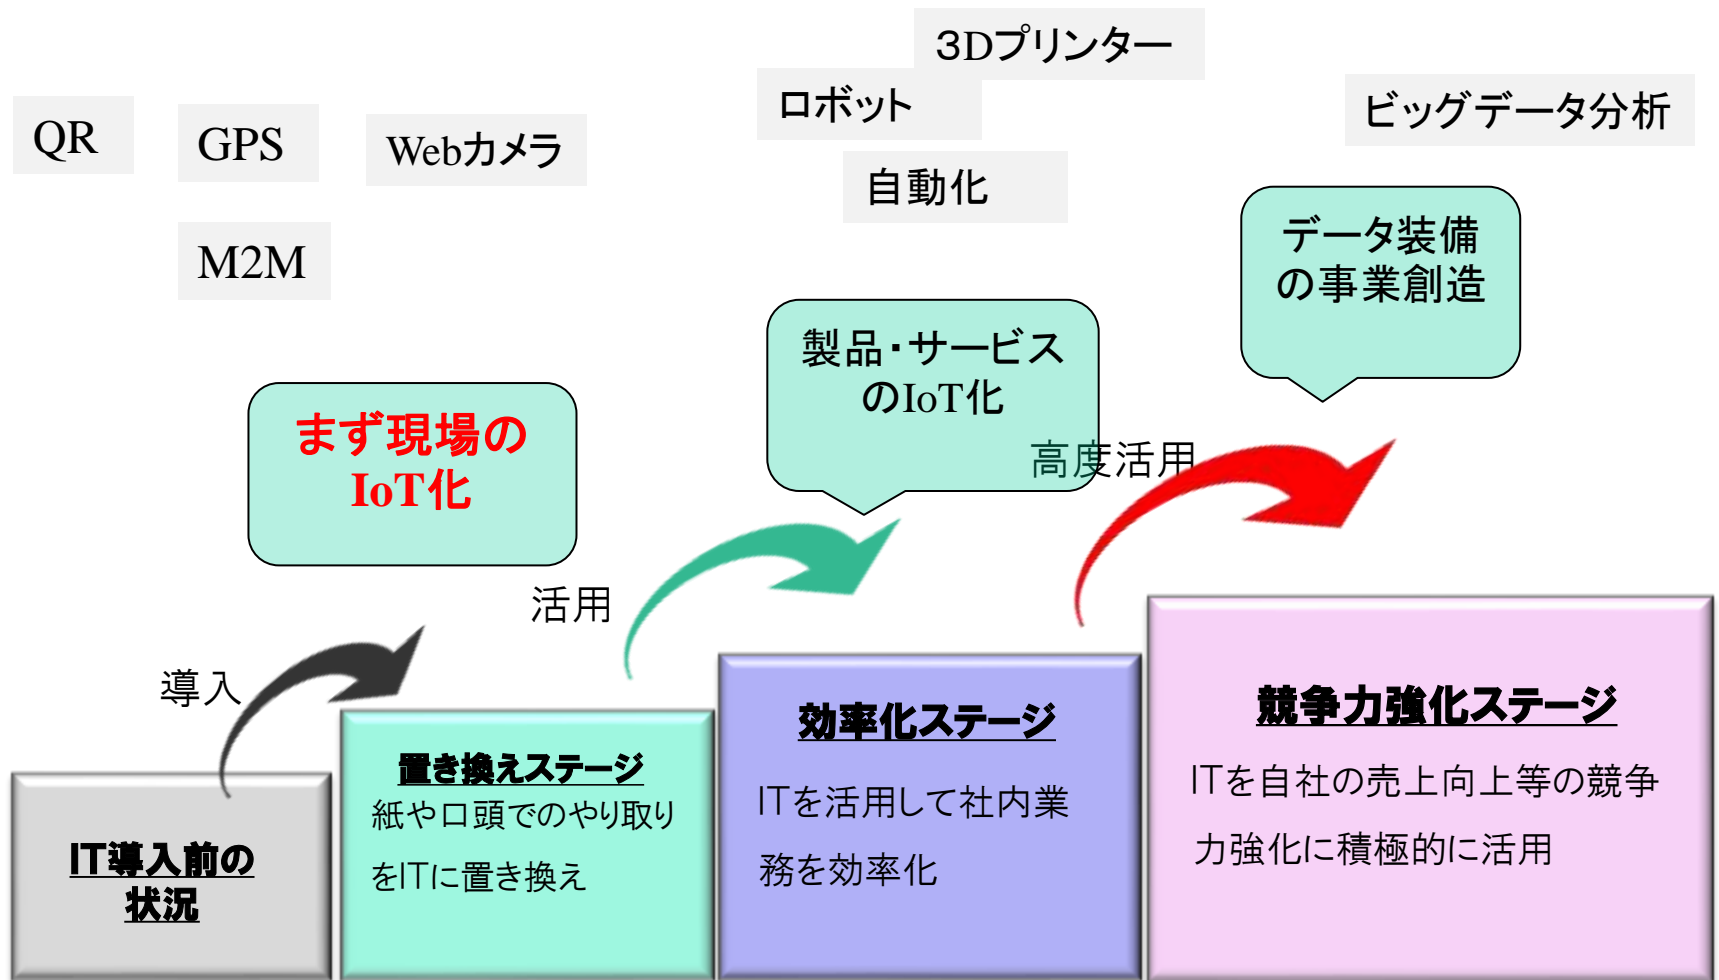 3Dプリンター
ロボット
ビッグデータ分析
QR
GPS
Webカメラ
自動化
M2M
データ装備
の事業創造
製品・サービス
のIoT化
まず現場の
IoT化
高度活用
活用
導入
IT導入前の
状況
置き換えステージ
紙や口頭でのやり取り
をITに置き換え
効率化ステージ
ITを活用して社内業
務を効率化
競争力強化ステージ
ITを自社の売上向上等の競争
力強化に積極的に活用